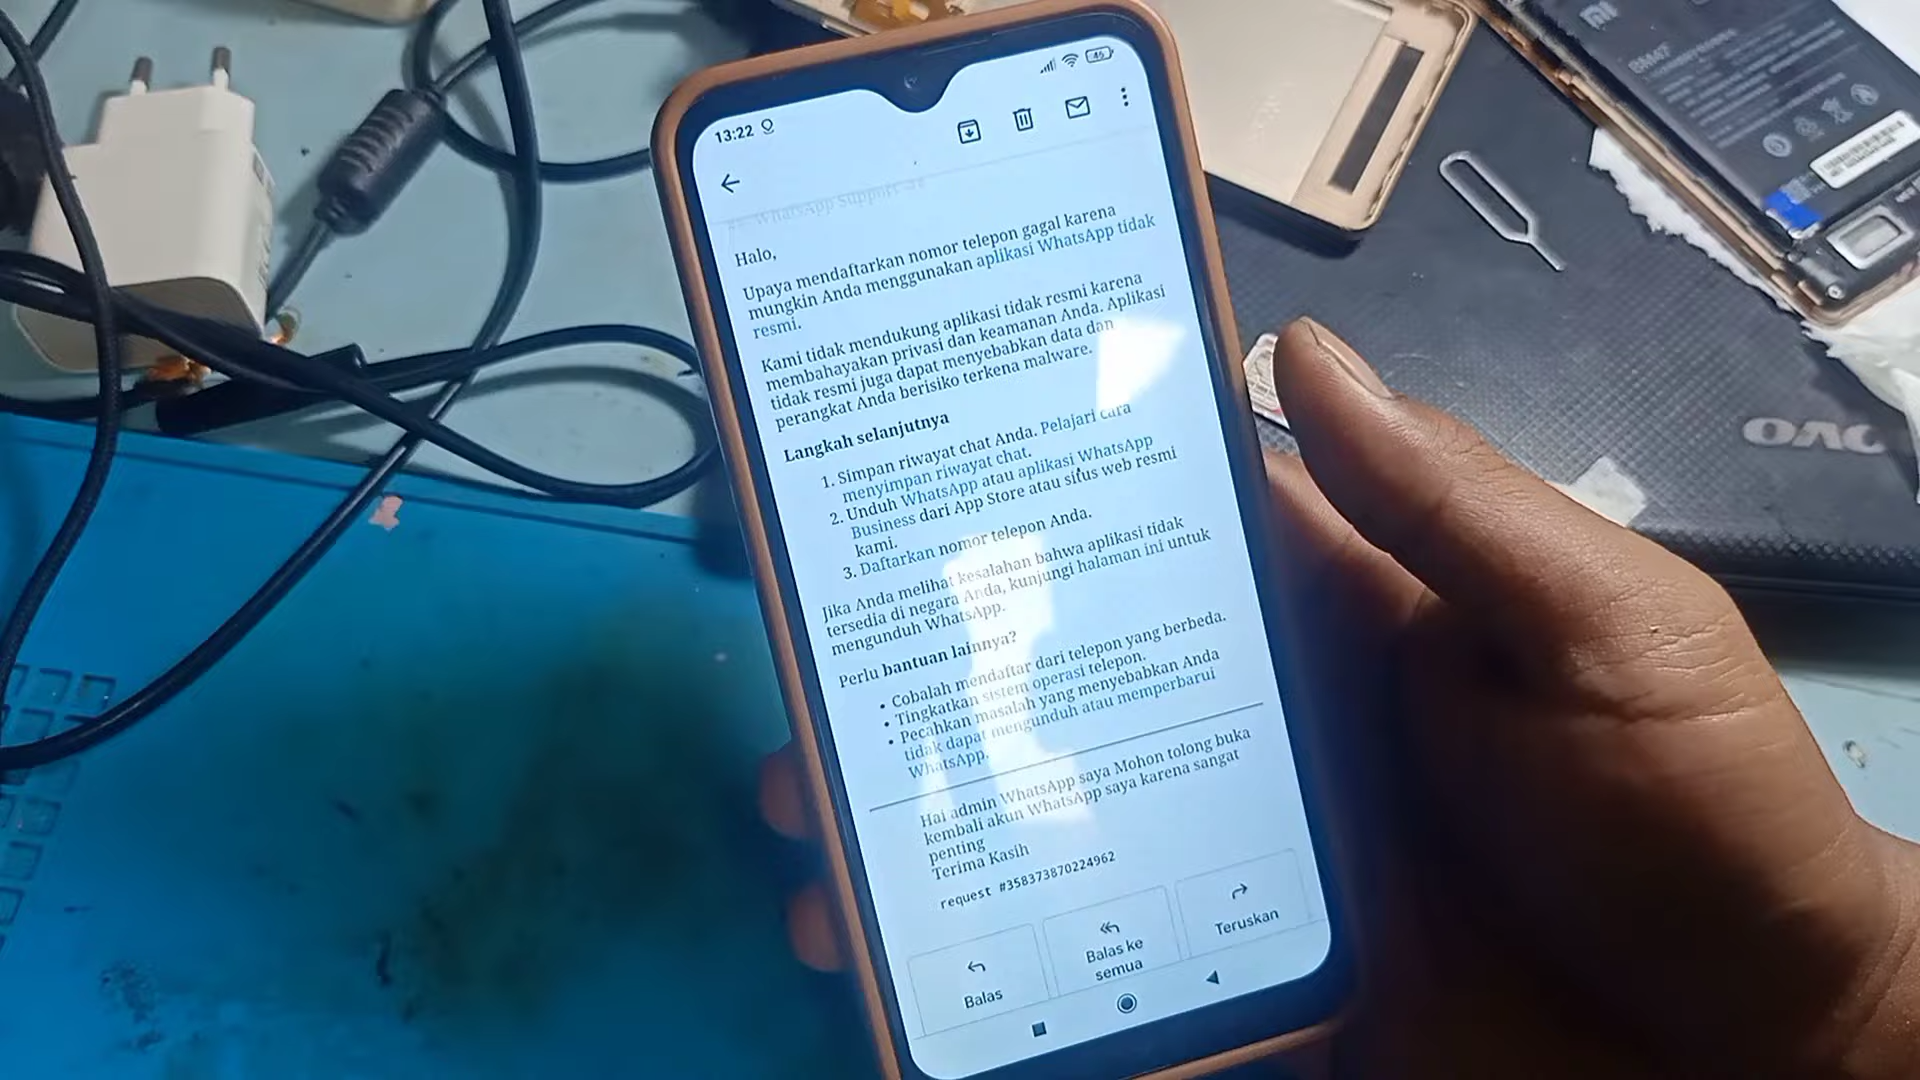 13:22
45
WhatsApp Support
Halo,
Upaya mendaftarkan nomor telepon gagal karena
mungkin Anda menggunakan aplikasi WhatsApp tidak
resmi.
Kami tidak mendukung aplikasi tidak resmi karena
membahayakan privasi dan keamanan Anda. Aplikasi
tidak resmi juga dapat menyebabkan data dan
perangkat Anda berisiko terkena malware.
Langkah selanjutnya
1. Simpan riwayat chat Anda. Pelajari cara
menyimpan riwayat chat.
2. Unduh WhatsApp atau aplikasi WhatsApp
Business dari App Store atau situs web resmi
kami.
3. Daftarkan nomor telepon Anda.
Jika Anda melihat kesalahan bahwa aplikasi tidak
tersedia di negara Anda, kunjungi halaman ini untuk
mengunduh WhatsApp.
Perlu bantuan lainnya?
• Cobalah mendaftar dari telepon yang berbeda.
• Tingkatkan sistem operasi telepon.
• Pecahkan masalah yang menyebabkan Anda
tidak dapat mengunduh atau memperbarui
WhatsApp.
Hai admin WhatsApp saya Mohon tolong buka
kembali akun WhatsApp saya karena sangat
penting
Terima Kasih
request #358373870224962
Balas
Balas ke
semua
Teruskan
mi
BM47